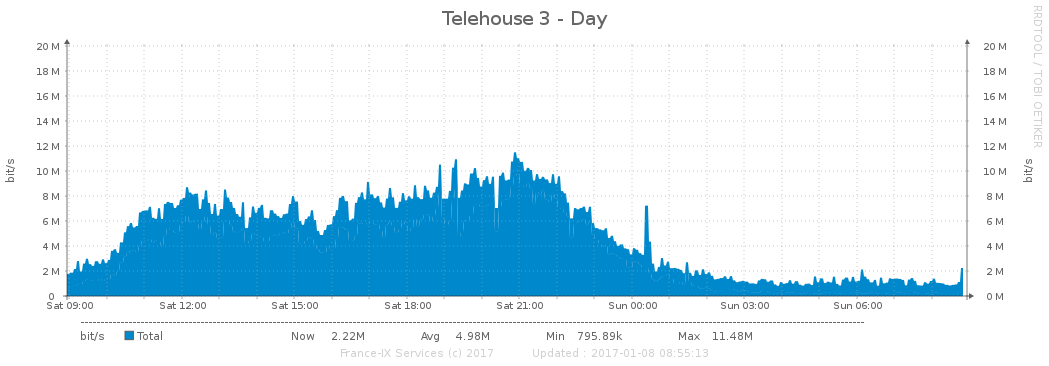 Telehouse 3 - Day
RRDTOOL / TOBI OETIKER
20 M 20 M
18 M 18 M
16 M 16 M
14 M 14 M
12 M 12 M
10 M 10 M
8 M 8 M
6 M 6 M
4 M 4 M
2 M 2 M
0 0 M
bit/s bit/s
Sat 09:00 Sat 12:00 Sat 15:00 Sat 18:00 Sat 21:00 Sun 00:00 Sun 03:00 Sun 06:00
bit/s Total Now 2.22M Avg 4.98M Min 795.89k Max 11.48M
France-IX Services (c) 2017 Updated : 2017-01-08 08:55:13